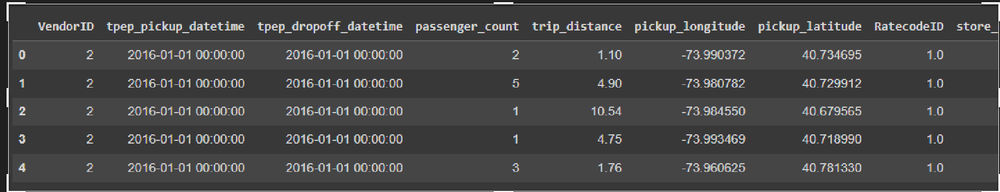 VendorID tpep_pickup_datetime tpep_dropoff_datetime passenger_count trip_distance pickup_longitude pickup_latitude RatecodeID store_
0 2 2016-01-01 00:00:00 2016-01-01 00:00:00 2 1.10 -73.990372 40.734695 1.0
1 2 2016-01-01 00:00:00 2016-01-01 00:00:00 5 4.90 -73.980782 40.729912 1.0
2 2 2016-01-01 00:00:00 2016-01-01 00:00:00 1 10.54 -73.984550 40.679565 1.0
3 2 2016-01-01 00:00:00 2016-01-01 00:00:00 1 4.75 -73.993469 40.718990 1.0
4 2 2016-01-01 00:00:00 2016-01-01 00:00:00 3 1.76 -73.960625 40.781330 1.0